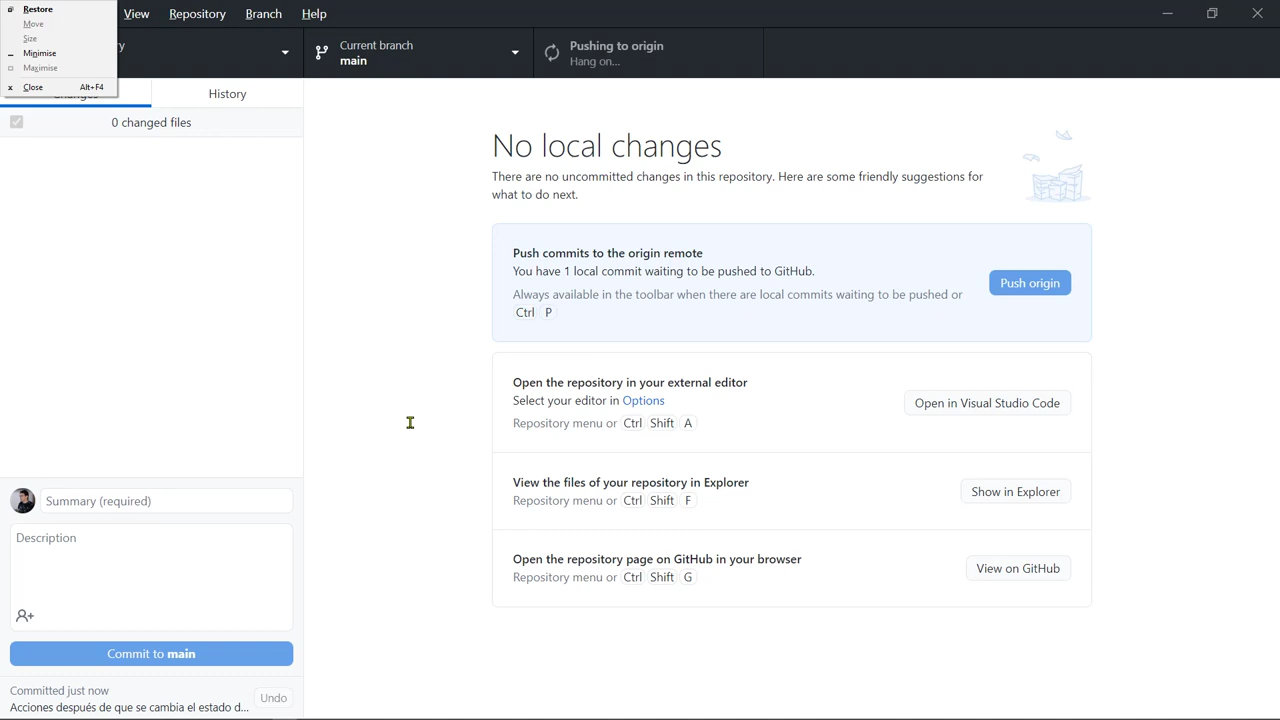 Restore
Move
Size
Minimise
Maximise
Close Alt+F4
View Repository Branch Help
Current branch
main
Pushing to origin
Hang on...
History
0 changed files
No local changes
There are no uncommitted changes in this repository. Here are some friendly suggestions for
what to do next.
Push commits to the origin remote
You have 1 local commit waiting to be pushed to GitHub.
Always available in the toolbar when there are local commits waiting to be pushed or
Ctrl P
Push origin
Open the repository in your external editor
Select your editor in Options
Repository menu or Ctrl Shift A
Open in Visual Studio Code
View the files of your repository in Explorer
Repository menu or Ctrl Shift F
Show in Explorer
Open the repository page on GitHub in your browser
Repository menu or Ctrl Shift G
View on GitHub
Summary (required)
Description
Commit to main
Committed just now
Acciones después de que se cambia el estado d...
Undo